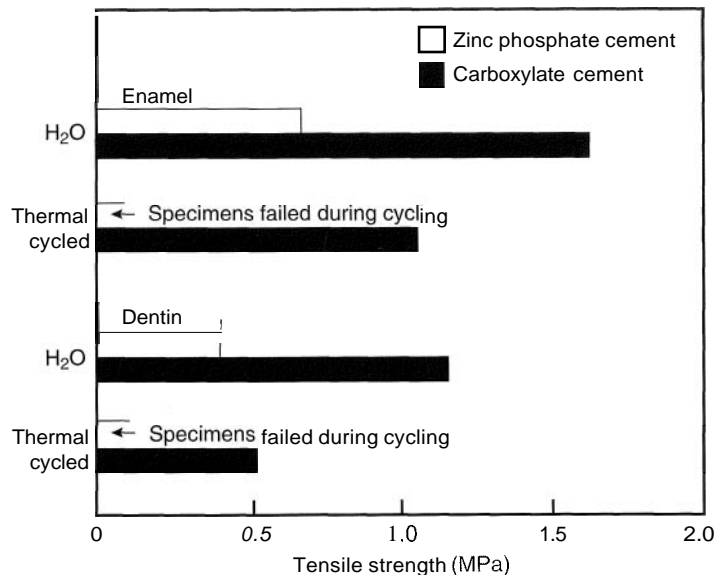 Zinc phosphate cement
Carboxylate cement
Enamel
H₂O
Thermal
cycled
← Specimens failed during cycling
Dentin
H₂O
Thermal
cycled
← Specimens failed during cycling
0 0.5 1.0 1.5 2.0
Tensile strength (MPa)